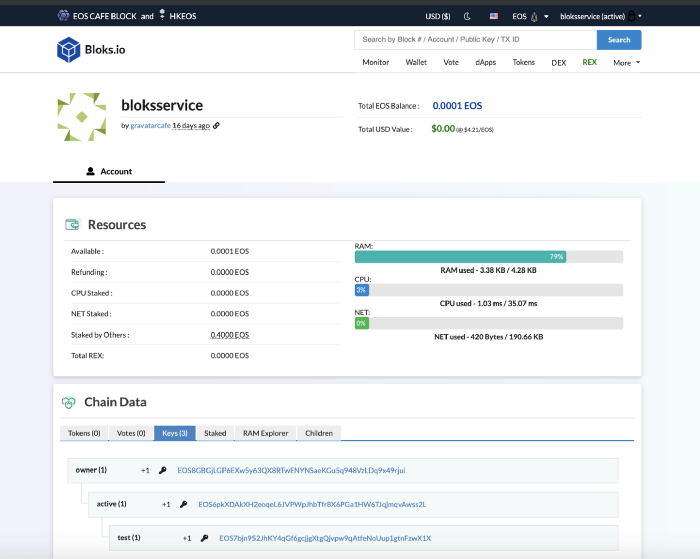 EOS CAFE BLOCK and HKEOS USD ($) EOS bloksservice (active)
Bloks.io
Search by Block # / Account / Public Key / TX ID Search
Monitor Wallet Vote dApps Tokens DEX REX More
bloksservice
by gravatarcafe 16 days ago
Total EOS Balance : 0.0001 EOS
Total USD Value : $0.00 (@ $4.21/EOS)
Account
Resources
Available : 0.0001 EOS
Refunding : 0.0000 EOS
CPU Staked : 0.0000 EOS
NET Staked : 0.0000 EOS
Staked by Others : 0.4000 EOS
Total REX: 0.0000 EOS
RAM:
79%
RAM used - 3.38 KB / 4.28 KB
CPU:
3%
CPU used - 1.03 ms / 35.07 ms
NET:
0%
NET used - 420 Bytes / 190.66 KB
Chain Data
Tokens (0) Votes (0) Keys (3) Staked RAM Explorer Children
owner (1) +1 EOS8GBGjLGP6EXw5y63QX8RTwENYNSaeKGu5q948VzLDq9x49rjui
active (1) +1 EOS6pkXDAkXH2eoqeL6JVPWpJhbTfr8X6PGa1HW6TJqjmqvAwss2L
test (1) +1 EOS7bjn9S2JhKY4qGf6gcjjgXtgQjvpw9qAtfeNoUup1gtnFzwX1X